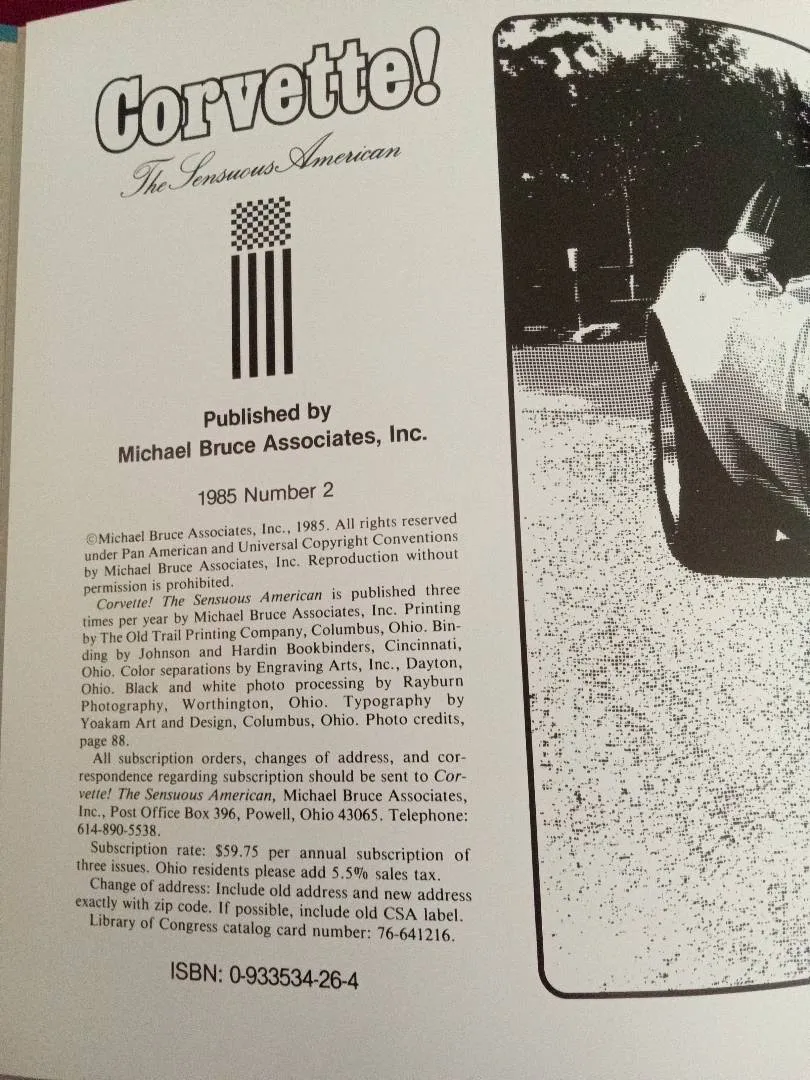 Corvette!
The Sensuous American
Published by
Michael Bruce Associates, Inc.
1985 Number 2
©Michael Bruce Associates, Inc., 1985. All rights reserved
under Pan American and Universal Copyright Conventions
by Michael Bruce Associates, Inc. Reproduction without
permission is prohibited.
Corvette! The Sensuous American is published three
times per year by Michael Bruce Associates, Inc. Printing
by The Old Trail Printing Company, Columbus, Ohio. Bin-
ding by Johnson and Hardin Bookbinders, Cincinnati,
Ohio. Color separations by Engraving Arts, Inc., Dayton,
Ohio. Black and white photo processing by Rayburn
Photography, Worthington, Ohio. Typography by
Yoakam Art and Design, Columbus, Ohio. Photo credits,
page 88.
All subscription orders, changes of address, and cor-
respondence regarding subscription should be sent to Cor-
vette! The Sensuous American, Michael Bruce Associates,
Inc., Post Office Box 396, Powell, Ohio 43065. Telephone:
614-890-5538.
Subscription rate: $59.75 per annual subscription of
three issues. Ohio residents please add 5.5% sales tax.
Change of address: Include old address and new address
exactly with zip code. If possible, include old CSA label.
Library of Congress catalog card number: 76-641216.
ISBN: 0-933534-26-4